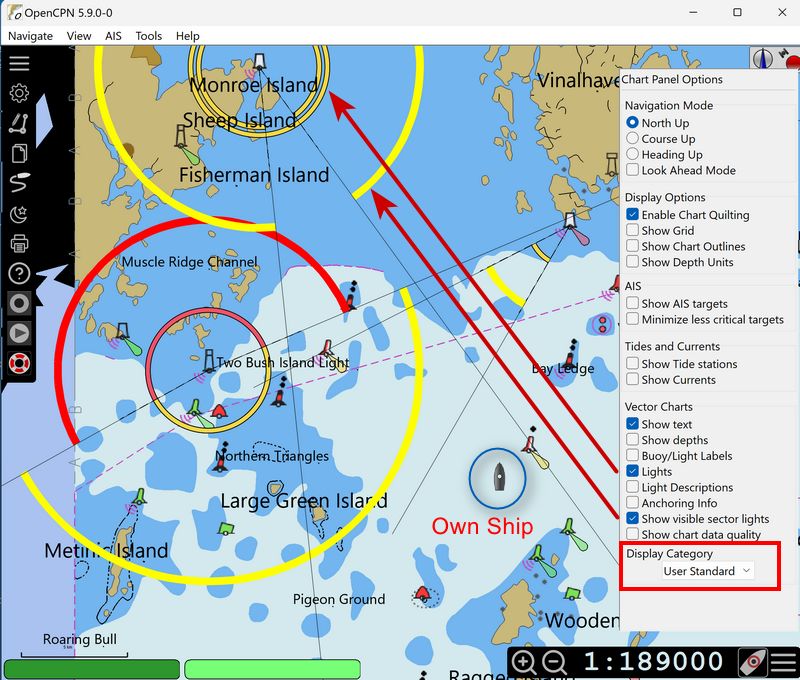 OpenCPN 5.9.0-0
Navigate View AIS Tools Help
Monroe Island
Sheep Island
Fisherman Island
Muscle Ridge Channel
Two Bush Island Light
Bay Ledge
Northern Triangles
Large Green Island
Own Ship
Metinic Island
Pigeon Ground
Wooden
Roaring Bull
5 km
1:189000
Chart Panel Options
Navigation Mode
North Up
Course Up
Heading Up
Look Ahead Mode
Display Options
Enable Chart Quilting
Show Grid
Show Chart Outlines
Show Depth Units
AIS
Show AIS targets
Minimize less critical targets
Tides and Currents
Show Tide stations
Show Currents
Vector Charts
Show text
Show depths
Buoy/Light Labels
Lights
Light Descriptions
Anchoring Info
Show visible sector lights
Show chart data quality
Display Category
User Standard